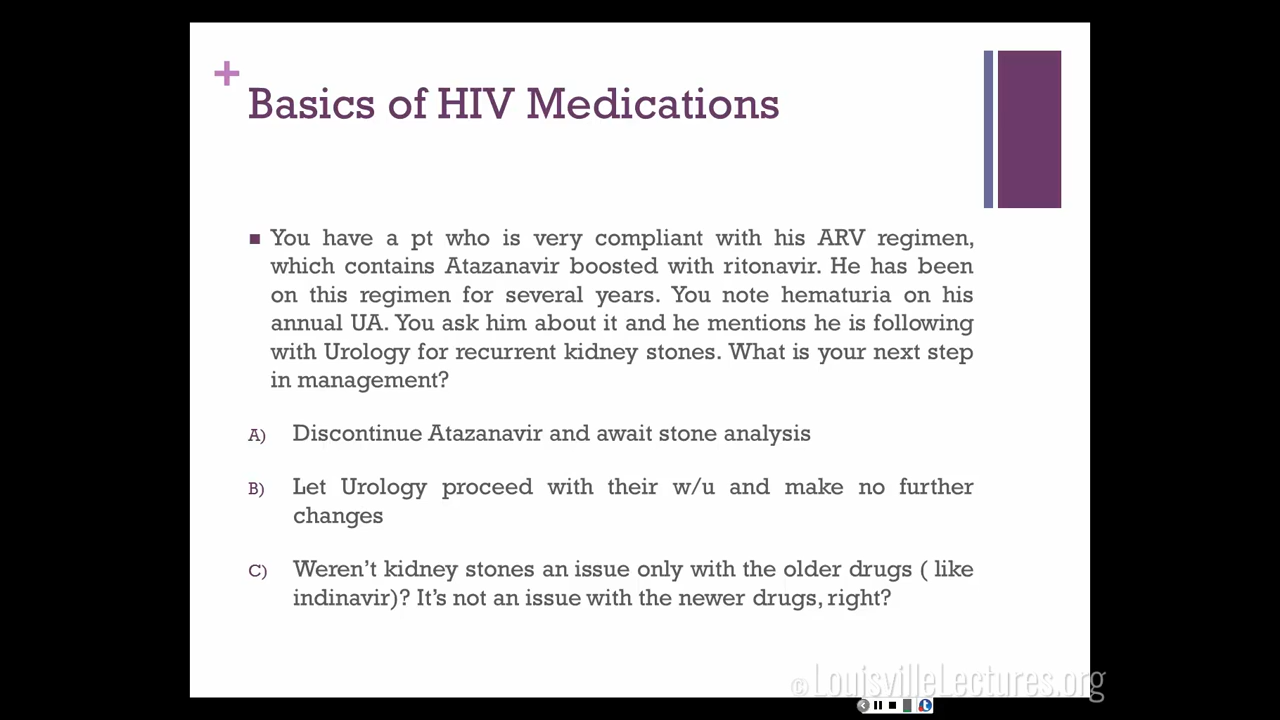 +
Basics of HIV Medications
■ You have a pt who is very compliant with his ARV regimen,
which contains Atazanavir boosted with ritonavir. He has been
on this regimen for several years. You note hematuria on his
annual UA. You ask him about it and he mentions he is following
with Urology for recurrent kidney stones. What is your next step
in management?
A) Discontinue Atazanavir and await stone analysis
B) Let Urology proceed with their w/u and make no further
changes
C) Weren't kidney stones an issue only with the older drugs ( like
indinavir)? It's not an issue with the newer drugs, right?
© LouisvilleLectures.org